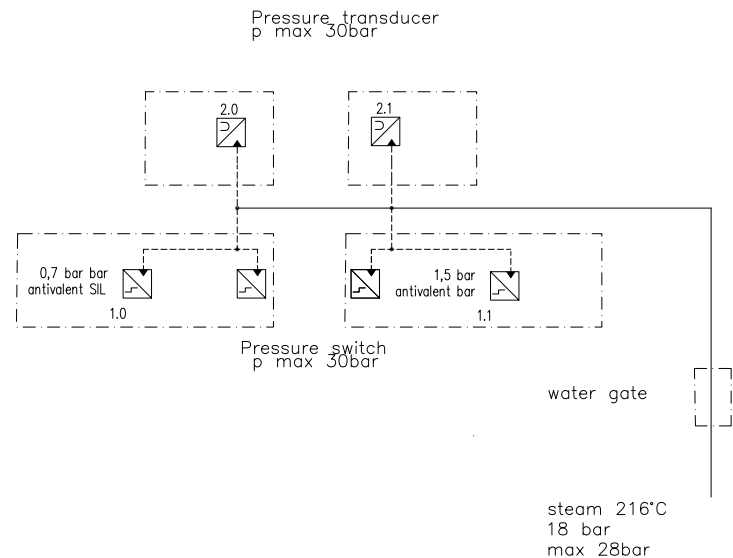 Pressure transducer
p max 30bar
2.0
2.1
0,7 bar bar
antivalent SIL
1.0
1,5 bar
antivalent bar
1.1
Pressure switch
p max 30bar
water gate
steam 216°C
18 bar
max 28bar